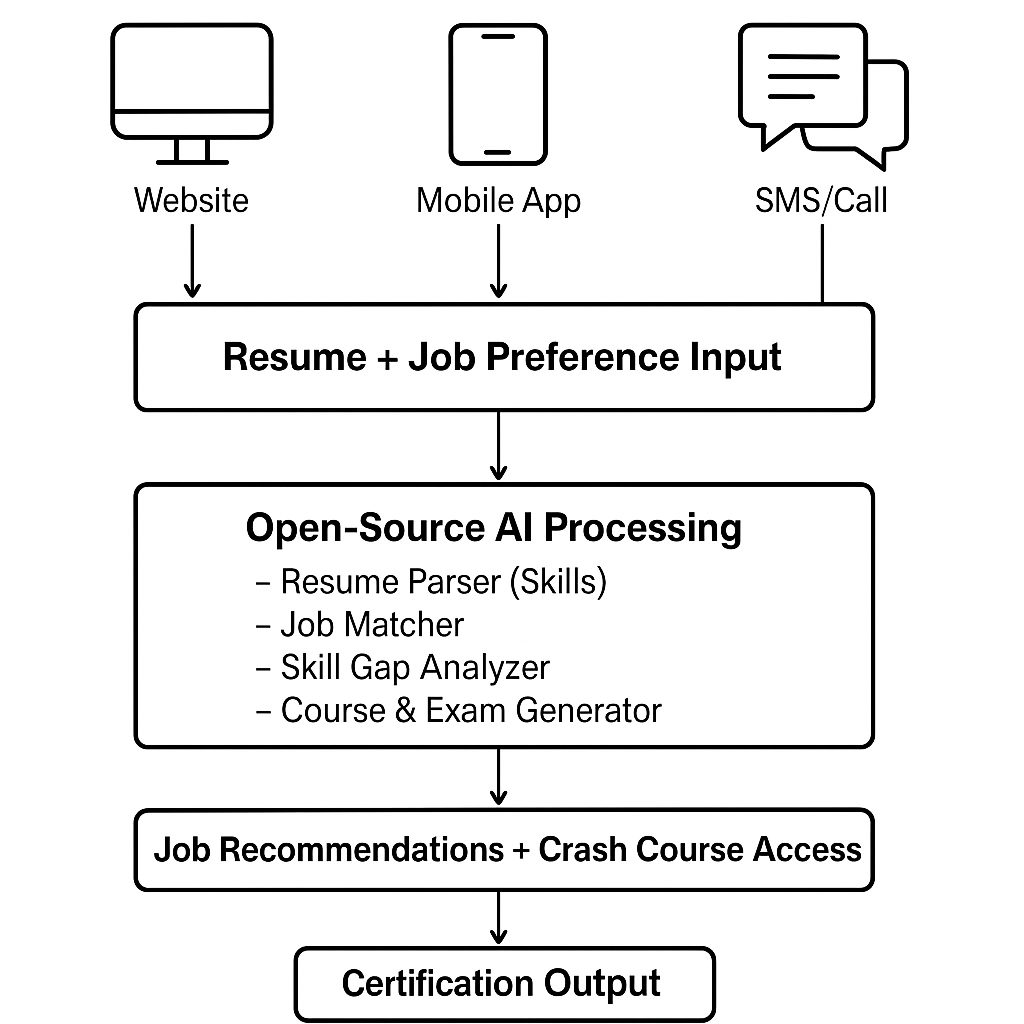 Website
Mobile App
SMS/Call
Resume + Job Preference Input
Open-Source AI Processing
– Resume Parser (Skills)
– Job Matcher
– Skill Gap Analyzer
– Course & Exam Generator
Job Recommendations + Crash Course Access
Certification Output